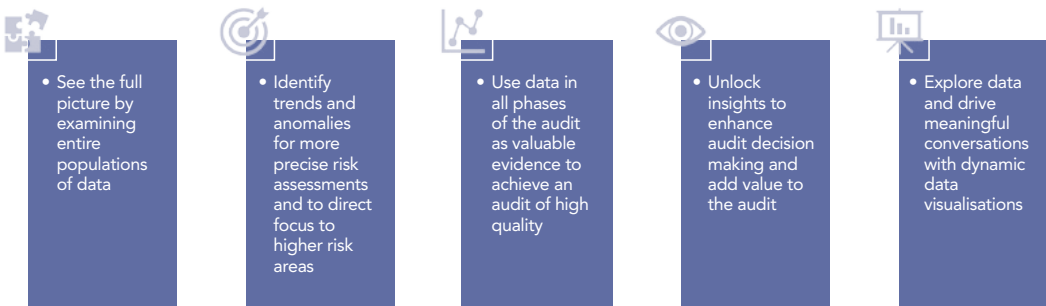 • See the full
picture by
examining
entire
populations
of data
• Identify
trends and
anomalies
for more
precise risk
assessments
and to direct
focus to
higher risk
areas
• Use data in
all phases
of the audit
as valuable
evidence to
achieve an
audit of high
quality
• Unlock
insights to
enhance
audit decision
making and
add value to
the audit
• Explore data
and drive
meaningful
conversations
with dynamic
data
visualisations